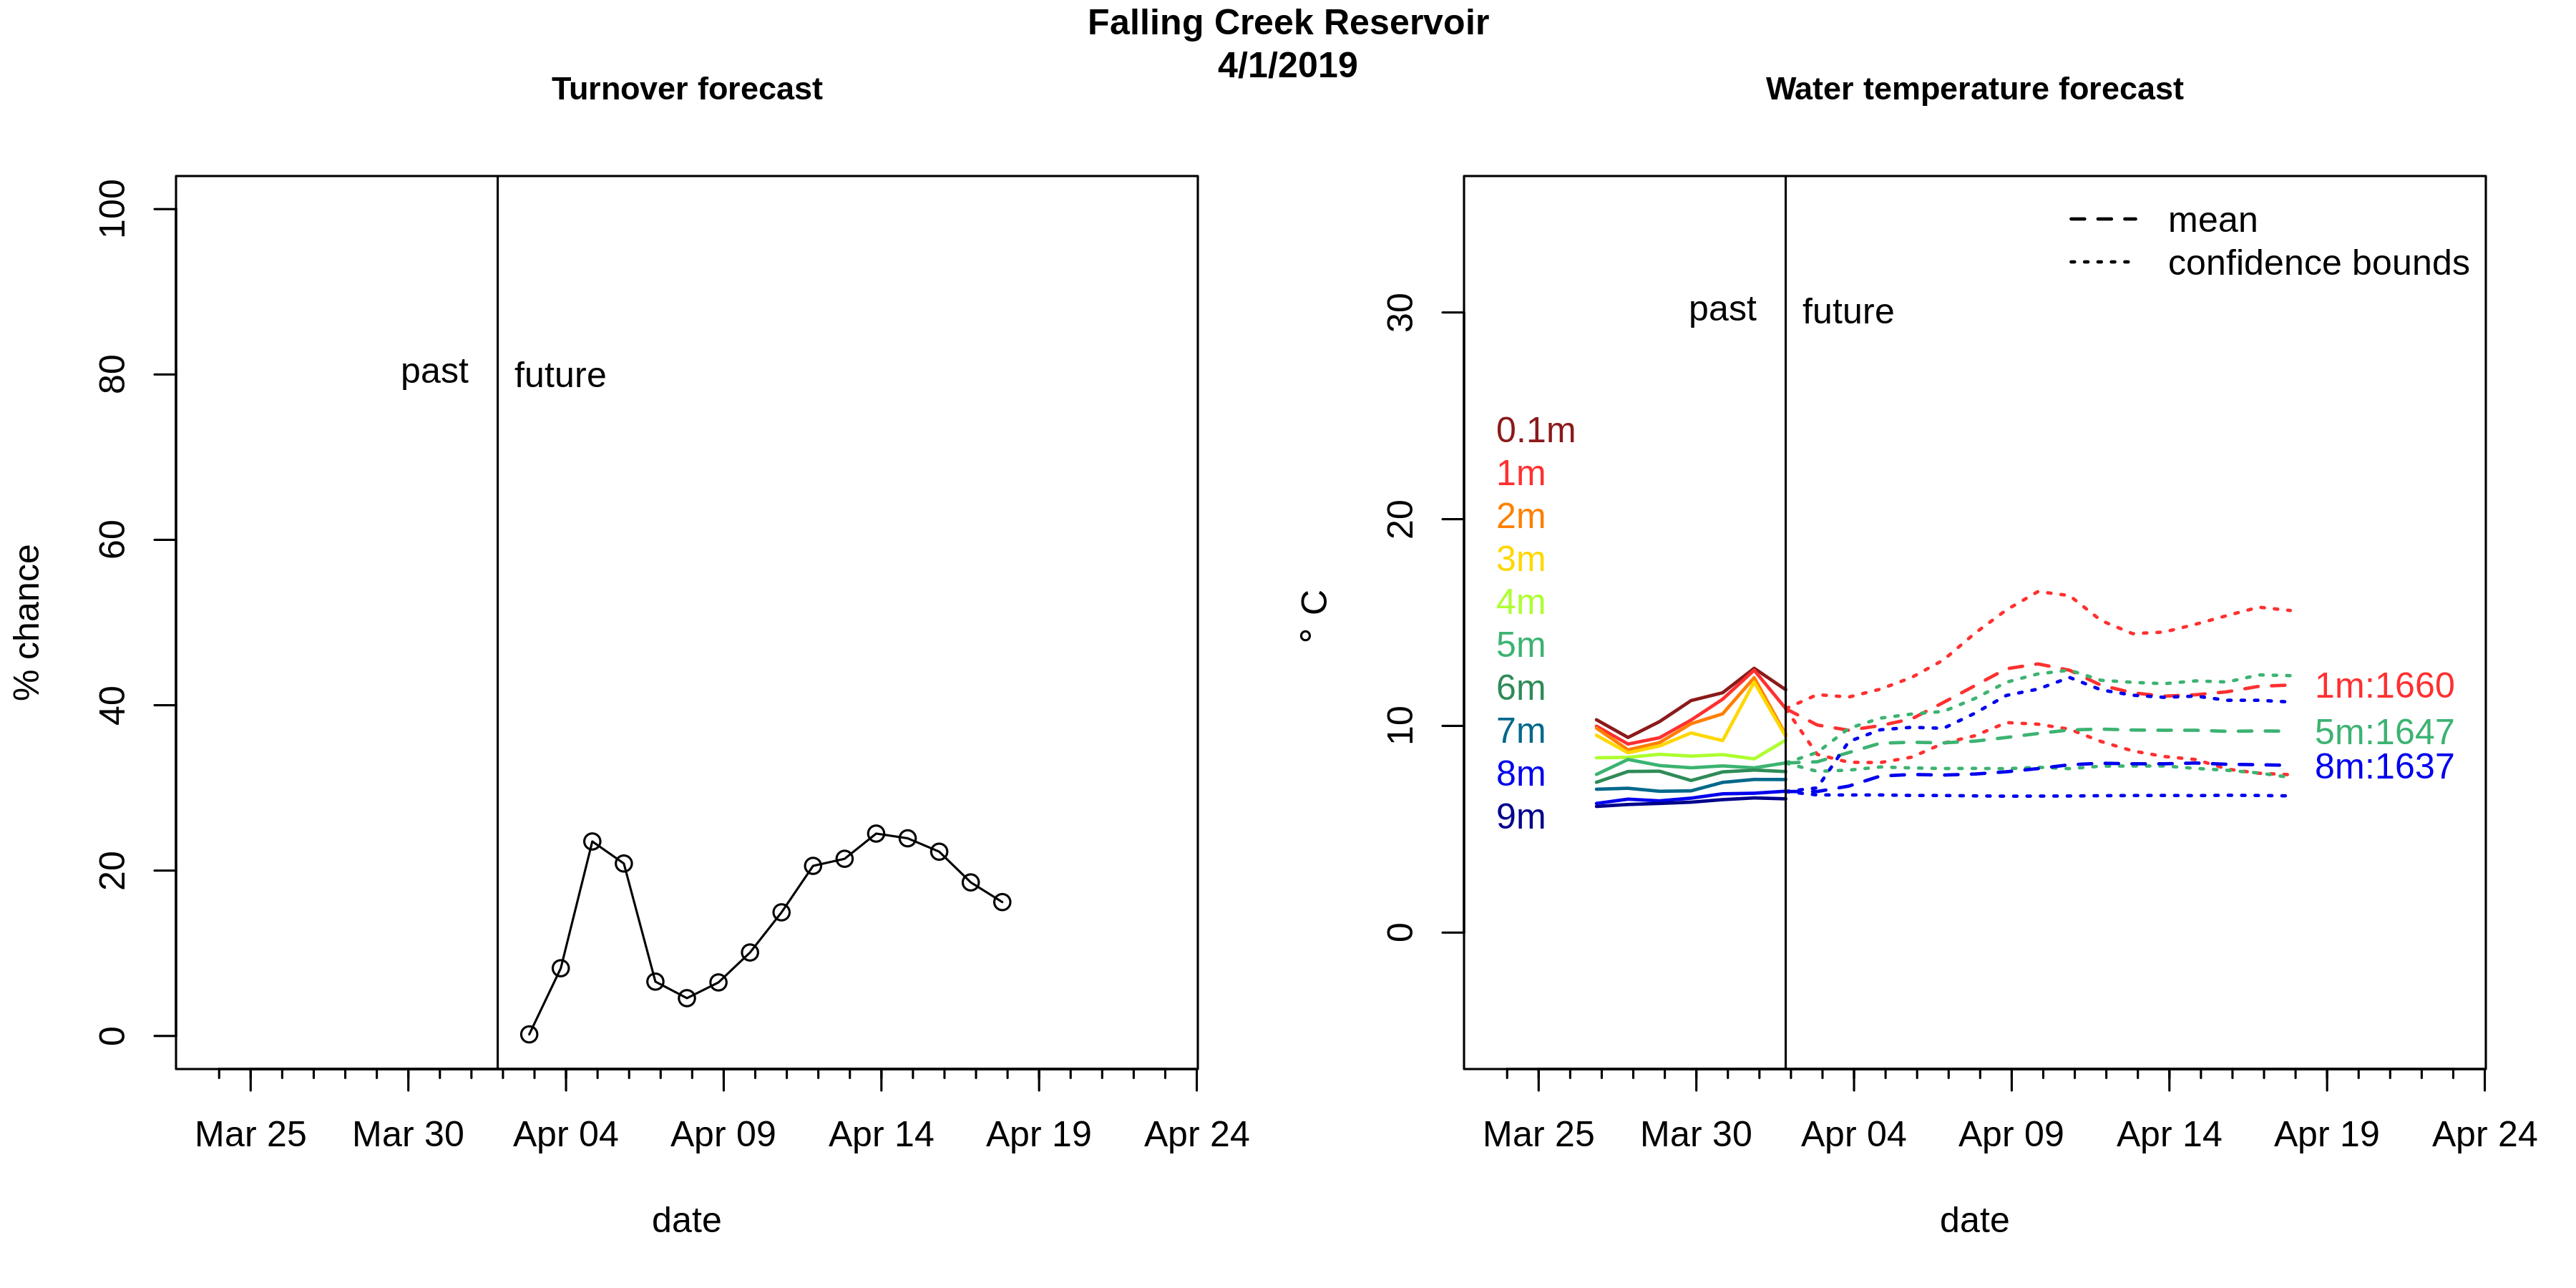 Falling Creek Reservoir
4/1/2019
Turnover forecast
% chance
100
80
60
40
20
0
past
future
Mar 25
Mar 30
Apr 04
Apr 09
Apr 14
Apr 19
Apr 24
date
Water temperature forecast
° C
30
20
10
0
mean
confidence bounds
past
future
0.1m
1m
2m
3m
4m
5m
6m
7m
8m
9m
1m:1660
5m:1647
8m:1637
Mar 25
Mar 30
Apr 04
Apr 09
Apr 14
Apr 19
Apr 24
date